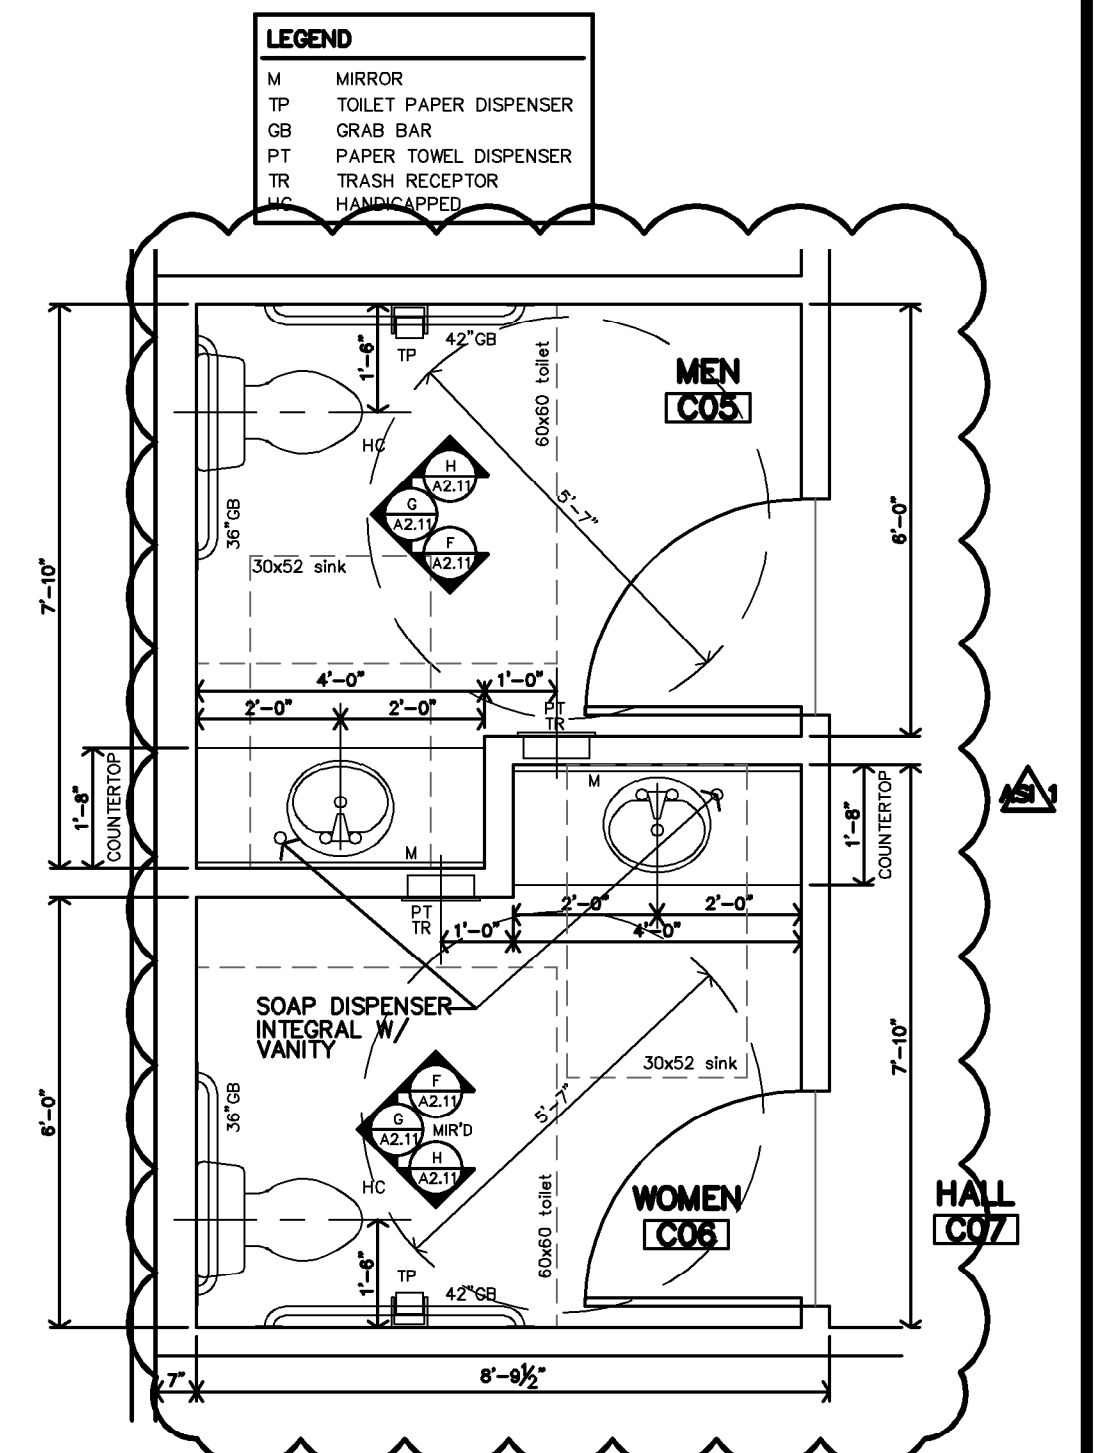 LEGEND
M MIRROR
TP TOILET PAPER DISPENSER
GB GRAB BAR
PT PAPER TOWEL DISPENSER
TR TRASH RECEPTOR
HC HANDICAPPED
1'-6"
TP
42"GB
60x60 toilet
MEN
C05
HC
H
A2.11
G
A2.11
F
A2.11
36"GB
5'-7"
6'-0"
7'-10"
30x52 sink
4'-0"
1'-0"
2'-0"
2'-0"
PT
TR
1'-8"
COUNTERTOP
M
M
1'-8"
COUNTERTOP
ASI 1
PT
TR
2'-0"
2'-0"
1'-0"
4'-0"
SOAP DISPENSER
INTEGRAL W/
VANITY
30x52 sink
7'-10"
6'-0"
36"GB
F
A2.11
G
A2.11
MIR'D
H
A2.11
5'-7"
HC
60x60 toilet
WOMEN
C06
HALL
C07
1'-6"
TP
42"GB
7"
8'-9½"